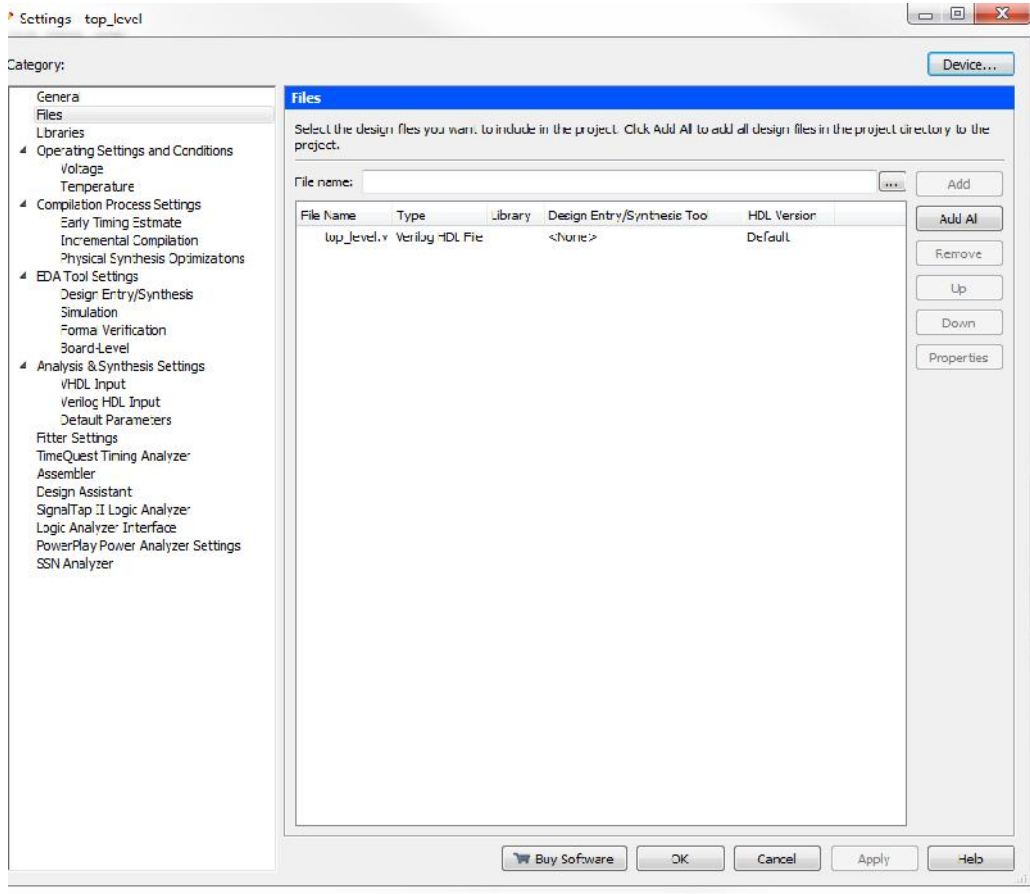 Settings top_level
Category:
Device...
General
Files
Libraries
Operating Settings and Conditions
Voltage
Temperature
Compilation Process Settings
Early Timing Estimate
Incremental Compilation
Physical Synthesis Optimizations
EDA Tool Settings
Design Entry/Synthesis
Simulation
Formal Verification
Board-Level
Analysis & Synthesis Settings
VHDL Input
Verilog HDL Input
Default Parameters
Fitter Settings
TimeQuest Timing Analyzer
Assembler
Design Assistant
SignalTap II Logic Analyzer
Logic Analyzer Interface
PowerPlay Power Analyzer Settings
SSN Analyzer
Files
Select the design files you want to include in the project. Click Add All to add all design files in the project directory to the
project.
File name: ...
Add
File Name Type Library Design Entry/Synthesis Tool HDL Version
top_level.v Verilog HDL File <None> Default
Add All
Remove
Up
Down
Properties
Buy Software OK Cancel Apply Help